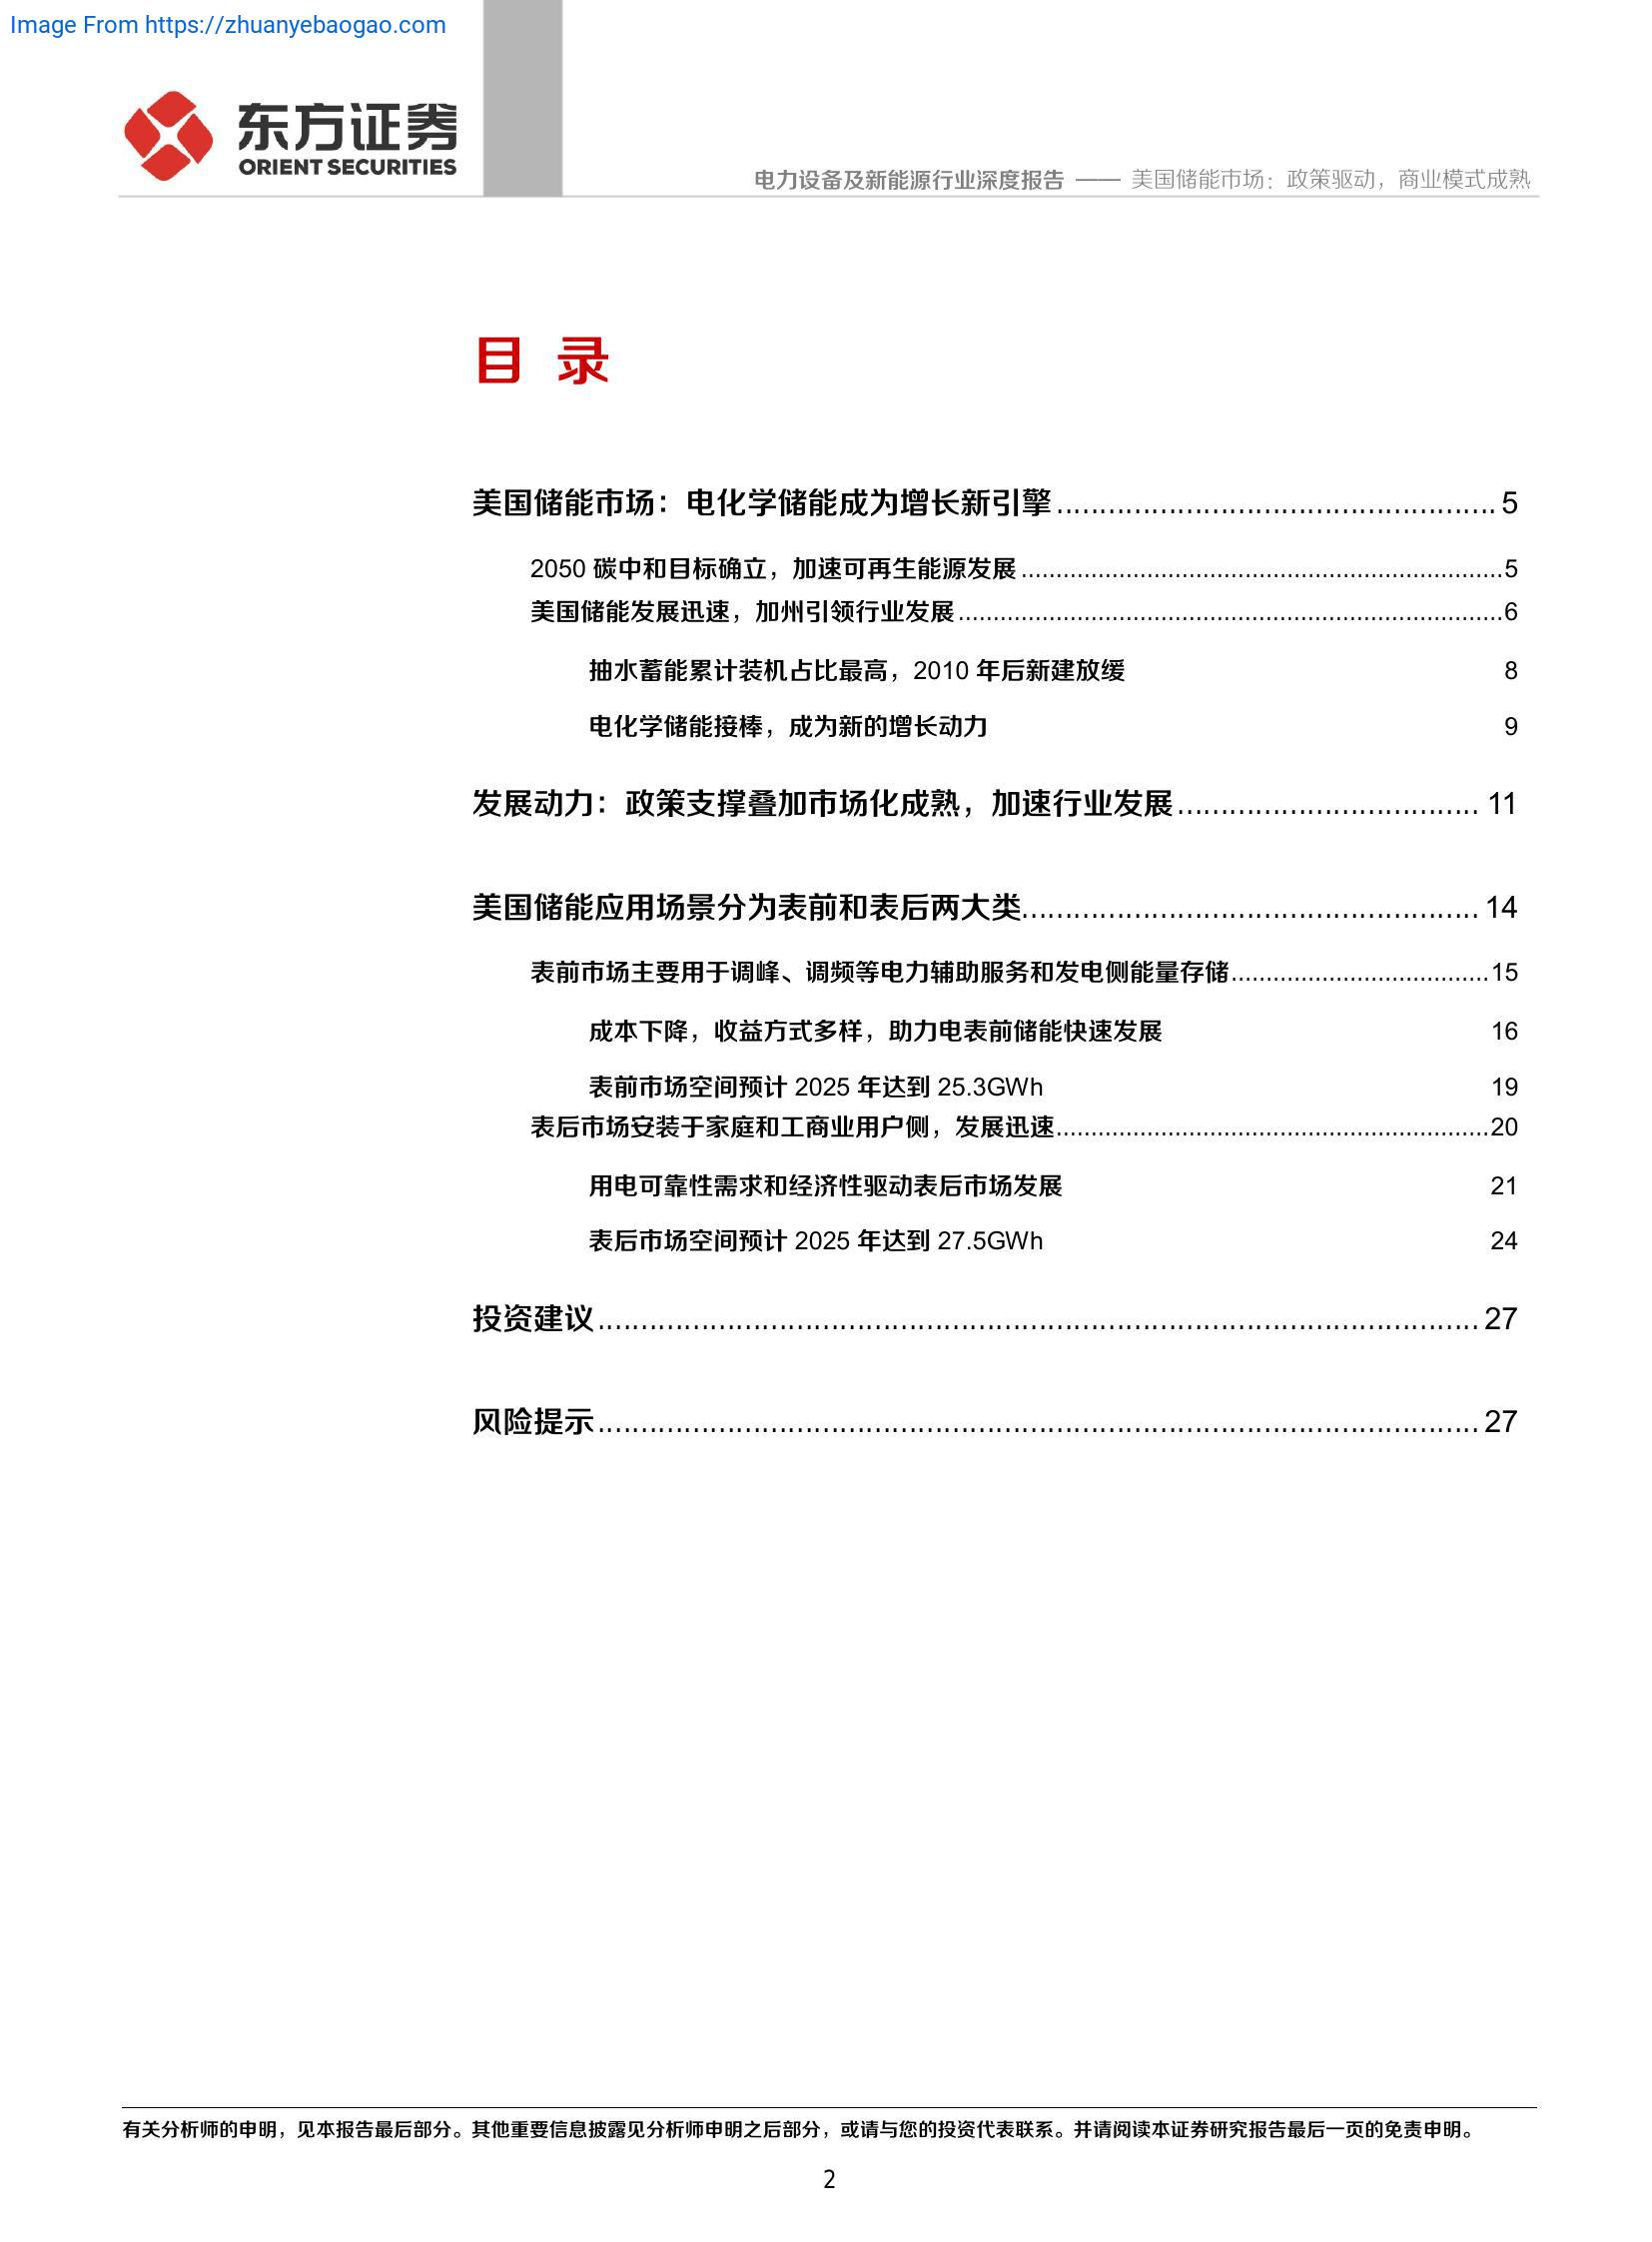 Image From https://zhuanyebaogao.com
东方证券
ORIENT SECURITIES
电力设备及新能源行业深度报告 —— 美国储能市场：政策驱动，商业模式成熟
目 录
美国储能市场：电化学储能成为增长新引擎.................................................. 5
2050 碳中和目标确立，加速可再生能源发展.....................................................................5
美国储能发展迅速，加州引领行业发展..............................................................................6
抽水蓄能累计装机占比最高，2010 年后新建放缓 8
电化学储能接棒，成为新的增长动力 9
发展动力：政策支撑叠加市场化成熟，加速行业发展................................... 11
美国储能应用场景分为表前和表后两大类..................................................... 14
表前市场主要用于调峰、调频等电力辅助服务和发电侧能量存储.....................................15
成本下降，收益方式多样，助力电表前储能快速发展 16
表前市场空间预计 2025 年达到 25.3GWh 19
表后市场安装于家庭和工商业用户侧，发展迅速..............................................................20
用电可靠性需求和经济性驱动表后市场发展 21
表后市场空间预计 2025 年达到 27.5GWh 24
投资建议...................................................................................................... 27
风险提示...................................................................................................... 27
有关分析师的申明，见本报告最后部分。其他重要信息披露见分析师申明之后部分，或请与您的投资代表联系。并请阅读本证券研究报告最后一页的免责申明。
2